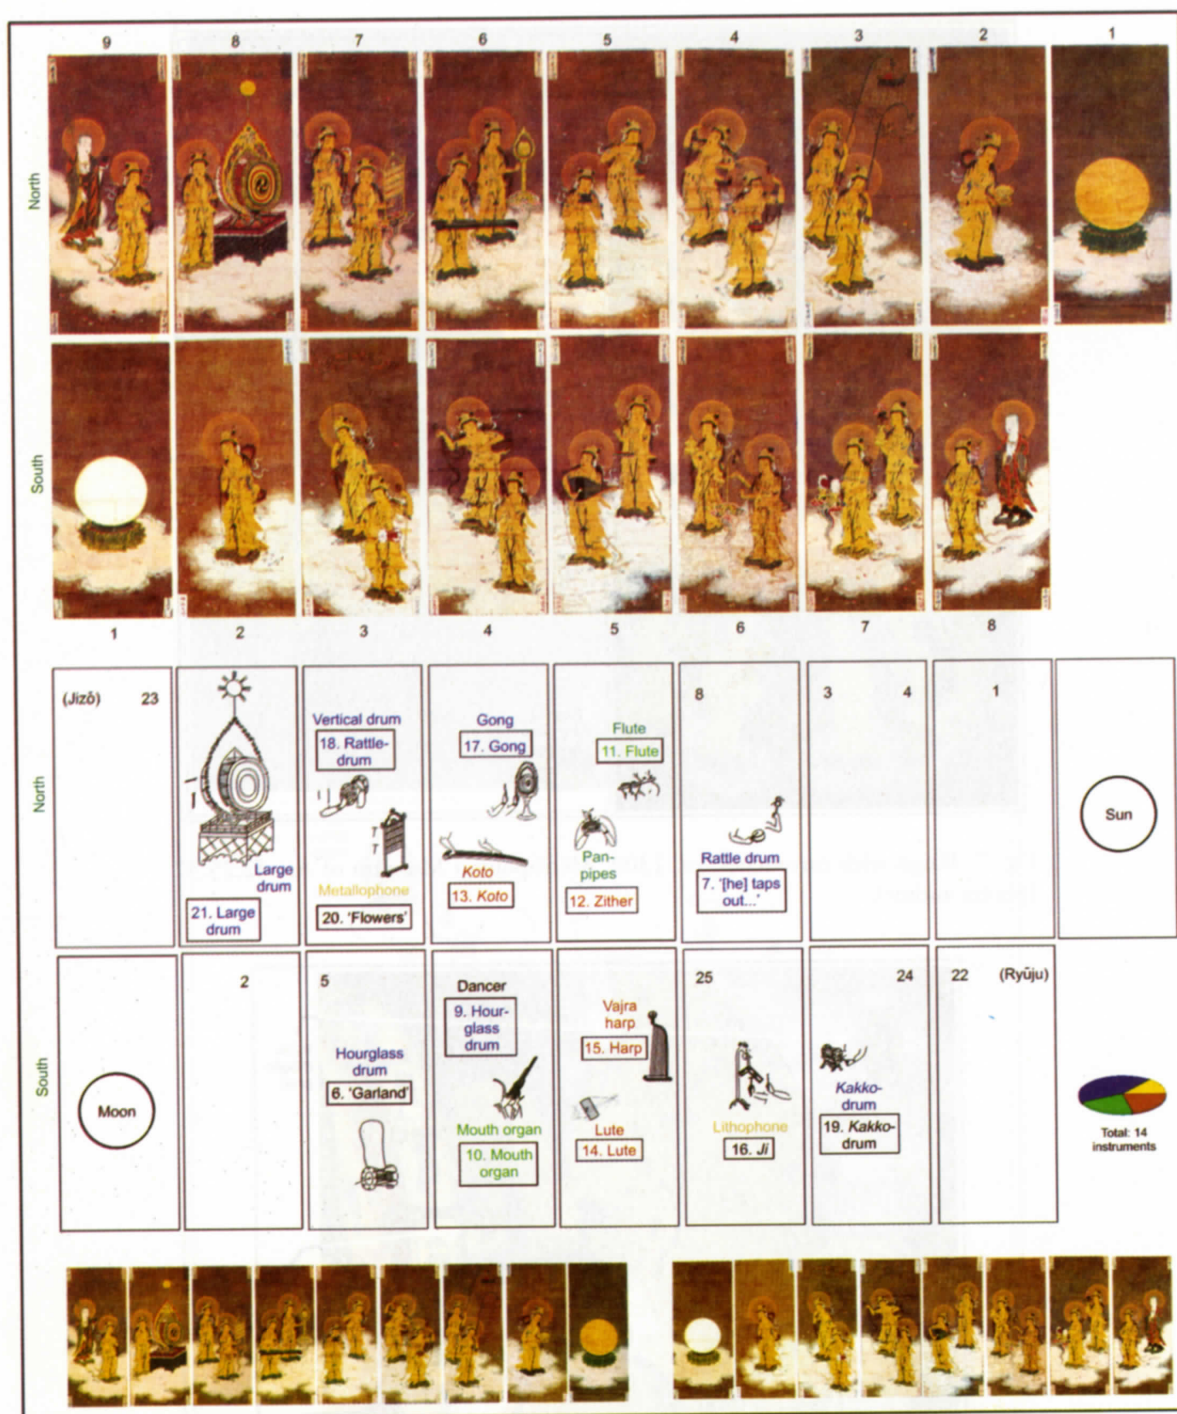 9 8 7 6 5 4 3 2 1
North
South
1 2 3 4 5 6 7 8
North
(Jizô) 23
Large
drum
21. Large
drum
Vertical drum
18. Rattle-
drum
Metallophone
20. 'Flowers'
Gong
17. Gong
Koto
13. Koto
Flute
11. Flute
Pan-
pipes
12. Zither
8
Rattle drum
7. '[he] taps
out...'
3 4
1
Sun
South
Moon
2
5
Hourglass
drum
6. 'Garland'
Dancer
9. Hour-
glass
drum
Mouth organ
10. Mouth
organ
Vajra
harp
15. Harp
Lute
14. Lute
25
Lithophone
16. Ji
24
Kakko-
drum
19. Kakko-
drum
22 (Ryūju)
Total: 14
instruments